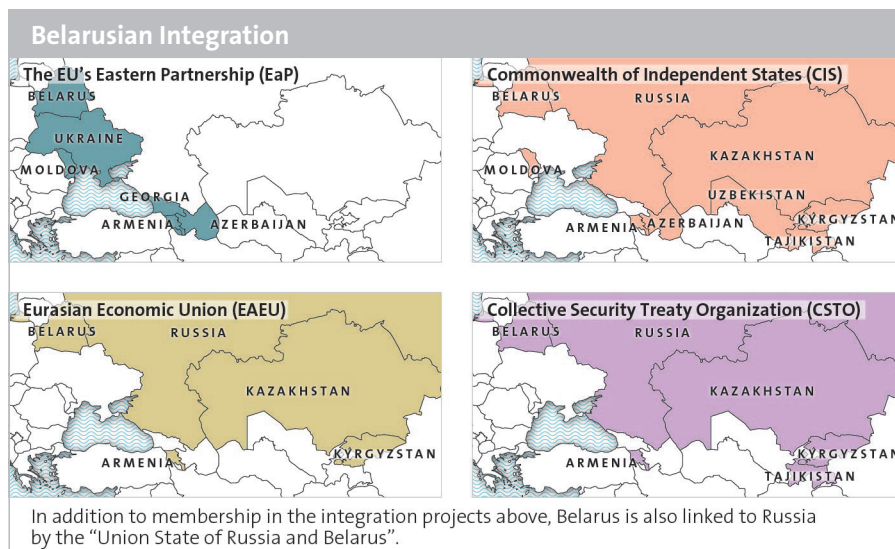 Belarusian Integration
The EU's Eastern Partnership (EaP)
BELARUS
UKRAINE
MOLDOVA
GEORGIA
ARMENIA
AZERBAIJAN
Commonwealth of Independent States (CIS)
BELARUS
RUSSIA
KAZAKHSTAN
MOLDOVA
UZBEKISTAN
ARMENIA
AZERBAIJAN
KYRGYZSTAN
TAJIKISTAN
Eurasian Economic Union (EAEU)
BELARUS
RUSSIA
KAZAKHSTAN
ARMENIA
KYRGYZSTAN
Collective Security Treaty Organization (CSTO)
BELARUS
RUSSIA
KAZAKHSTAN
ARMENIA
KYRGYZSTAN
TAJIKISTAN
In addition to membership in the integration projects above, Belarus is also linked to Russia
by the “Union State of Russia and Belarus”.